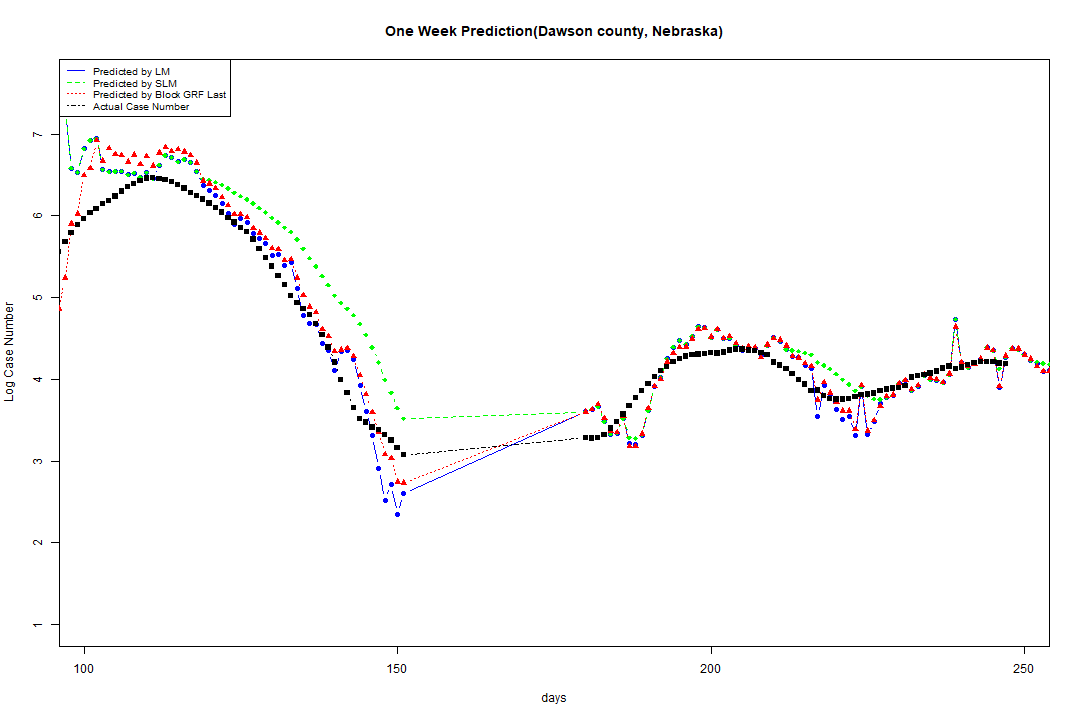 One Week Prediction(Dawson county, Nebraska)
Predicted by LM
Predicted by SLM
Predicted by Block GRF Last
Actual Case Number
Log Case Number
7
6
5
4
3
2
1
100 150 200 250
days